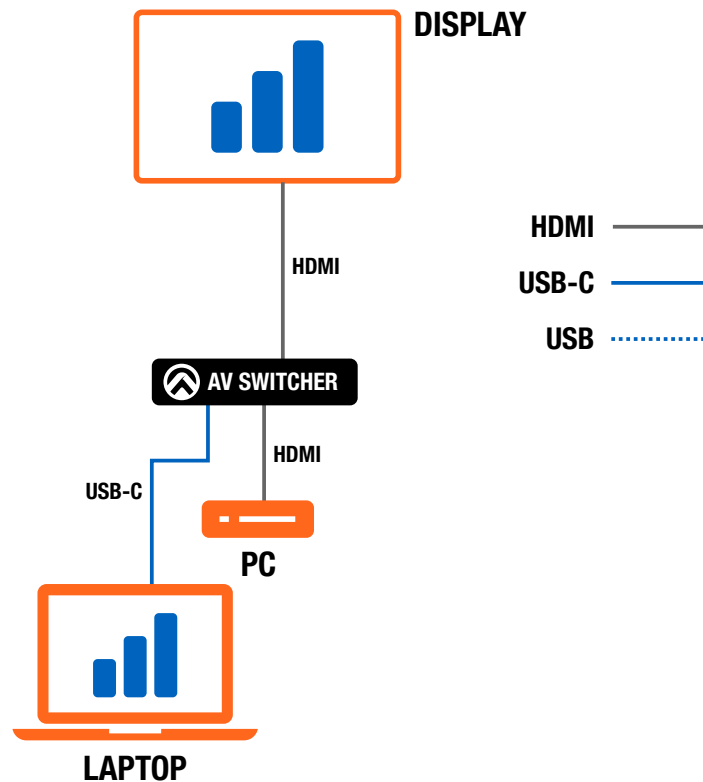 DISPLAY
HDMI
USB-C
USB
HDMI
AV SWITCHER
HDMI
USB-C
PC
LAPTOP